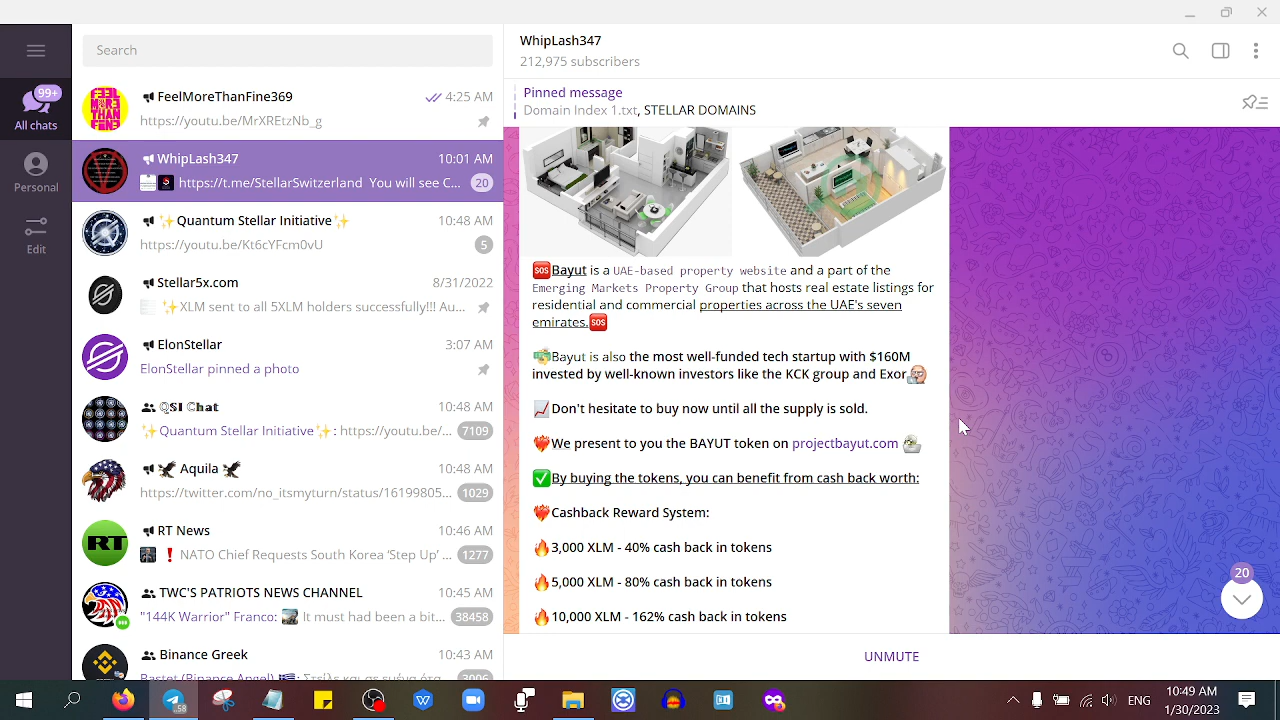 Search
WhipLash347
212,975 subscribers
Pinned message
Domain Index 1.txt, STELLAR DOMAINS
99+
All chats
Personal
Edit
FEEL
MORE
THAN
FINE
FeelMoreThanFine369
4:25 AM
https://youtu.be/MrXREtzNb_g
WhipLash347
10:01 AM
https://t.me/StellarSwitzerland You will see C...
20
✨Quantum Stellar Initiative✨
10:48 AM
https://youtu.be/Kt6cYFcm0vU
5
Stellar5x.com
8/31/2022
✨XLM sent to all 5XLM holders successfully!!! Au...
ElonStellar
3:07 AM
ElonStellar pinned a photo
QSI Chat
10:48 AM
✨Quantum Stellar Initiative✨: https://youtu.be/...
7109
🦅 Aquila 🦅
10:48 AM
https://twitter.com/no_itsmyturn/status/16199805...
1029
RT
RT News
10:46 AM
❗ NATO Chief Requests South Korea 'Step Up' ...
1277
TWC'S PATRIOTS NEWS CHANNEL
10:45 AM
"144K Warrior" Franco: It must had been a bit...
38458
Binance Greek
10:43 AM
🆘Bayut is a UAE-based property website and a part of the
Emerging Markets Property Group that hosts real estate listings for
residential and commercial properties across the UAE's seven
emirates.🆘
💸Bayut is also the most well-funded tech startup with $160M
invested by well-known investors like the KCK group and Exor
📈Don't hesitate to buy now until all the supply is sold.
❤️‍🔥We present to you the BAYUT token on projectbayut.com
✅By buying the tokens, you can benefit from cash back worth:
❤️‍🔥Cashback Reward System:
🔥3,000 XLM - 40% cash back in tokens
🔥5,000 XLM - 80% cash back in tokens
🔥10,000 XLM - 162% cash back in tokens
20
UNMUTE
58
ENG
10:49 AM
1/30/2023